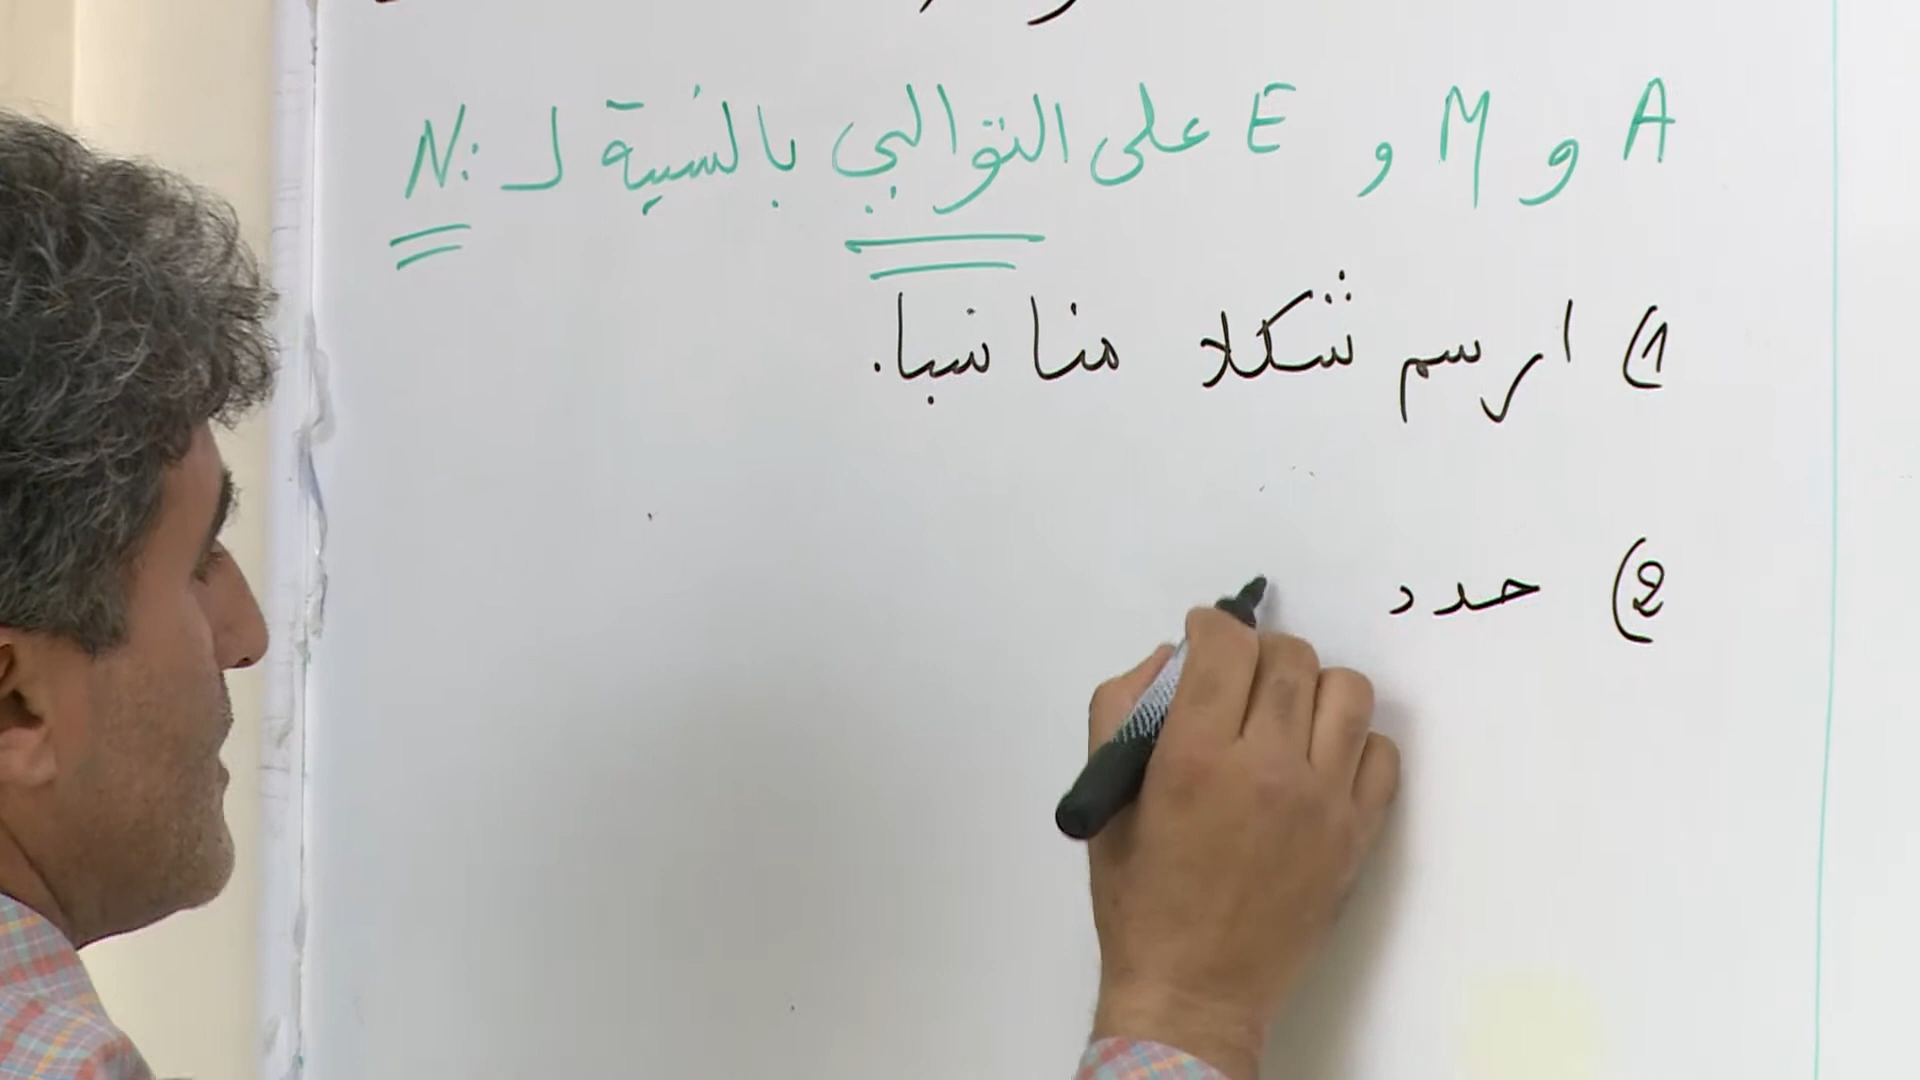 A و M و E على التوالي بالنسبة لـ N:
1) ارسم شكلا مناسبا.
2) حدد